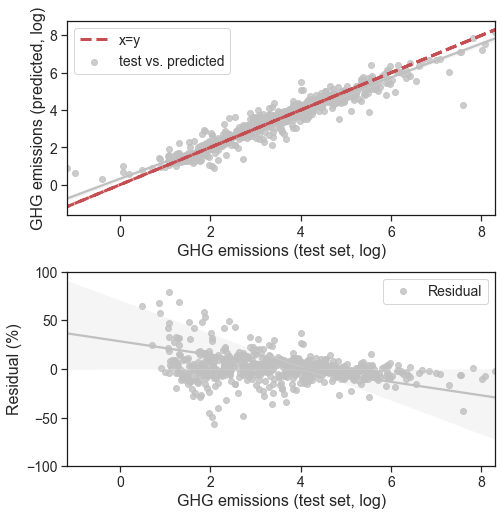 8
6
4
2
0
GHG emissions (predicted, log)
x=y
test vs. predicted
0
2
4
6
8
GHG emissions (test set, log)
100
50
0
−50
−100
Residual (%)
Residual
0
2
4
6
8
GHG emissions (test set, log)